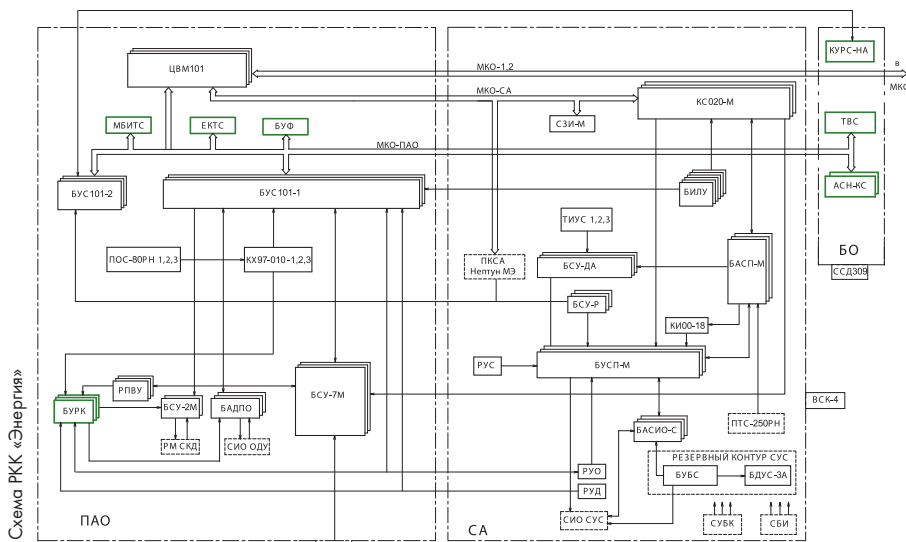 КУРС-НА
ЦВМ101
МКО-1,2
в
МКО
МКО-СА
КС020-М
МБИТС
ЕКТС
БУФ
СЗИ-М
ТВС
МКО-ПАО
БУС101-2
БУС101-1
БИЛУ
АСН-КС
ТИУС 1,2,3
ПОС-80РН 1,2,3
КХ97-010-1,2,3
ПКСА
Нептун МЭ
БСУ-ДА
БАСП-М
БО
ССД309
БСУ-Р
КИ00-18
РУС
БУСП-М
РПВУ
БУРК
БСУ-2М
БАДПО
БСУ-7М
ВСК-4
РМ СКД
СИО ОДУ
БАСИО-С
ПТС-250РН
РЕЗЕРВНЫЙ КОНТУР СУС
РУО
БУБС
БДУС-3А
РУД
СИО СУС
СУБК
СБИ
ПАО
СА
Схема РКК «Энергия»